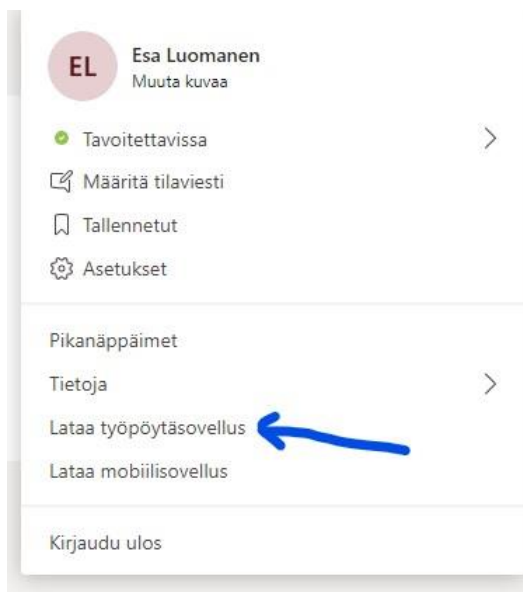 EL
Esa Luomanen
Muuta kuvaa
Tavoitettavissa
Määritä tilaviesti
Tallennetut
Asetukset
Pikanäppäimet
Tietoja
Lataa työpöytäsovellus
Lataa mobiilisovellus
Kirjaudu ulos